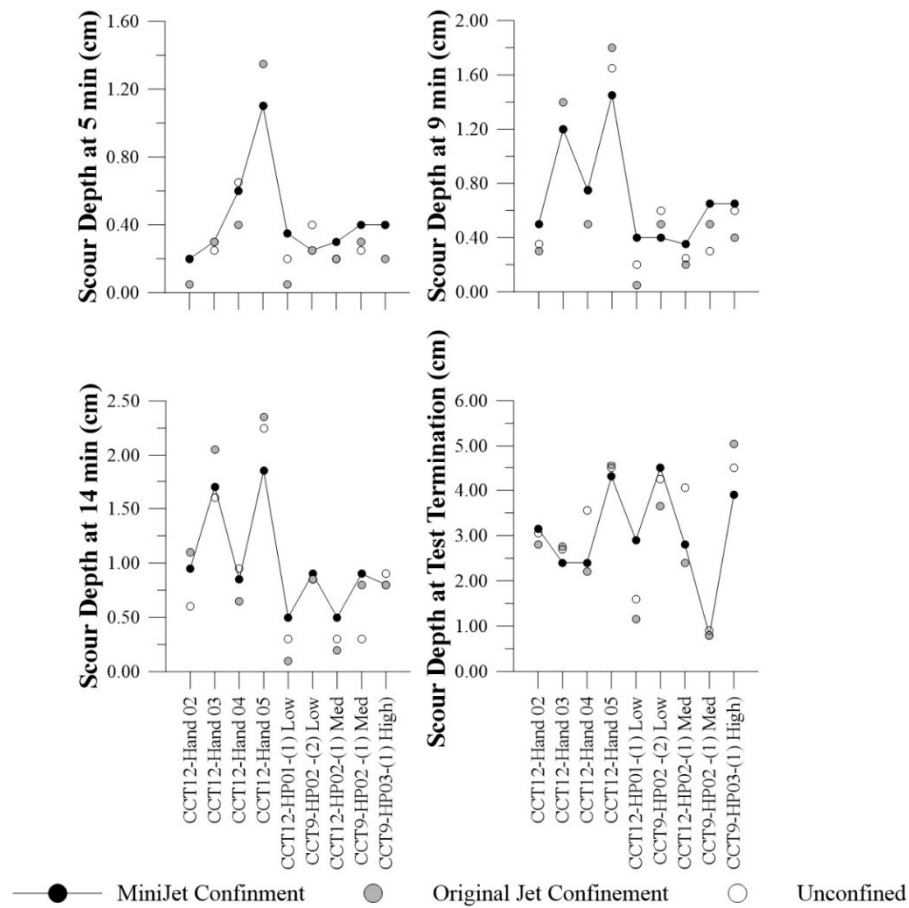 Scour Depth at 5 min (cm)
1.60
1.20
0.80
0.40
0.00
Scour Depth at 9 min (cm)
2.00
1.60
1.20
0.80
0.40
0.00
Scour Depth at 14 min (cm)
2.50
2.00
1.50
1.00
0.50
0.00
CCT12-Hand 02
CCT12-Hand 03
CCT12-Hand 04
CCT12-Hand 05
CCT12-HP01-(1) Low
CCT9-HP02 -(2) Low
CCT12-HP02-(1) Med
CCT9-HP02 -(1) Med
CCT9-HP03-(1) High)
Scour Depth at Test Termination (cm)
6.00
5.00
4.00
3.00
2.00
1.00
0.00
CCT12-Hand 02
CCT12-Hand 03
CCT12-Hand 04
CCT12-Hand 05
CCT12-HP01-(1) Low
CCT9-HP02 -(2) Low
CCT12-HP02-(1) Med
CCT9-HP02 -(1) Med
CCT9-HP03-(1) High)
MiniJet Confinment
Original Jet Confinement
Unconfined